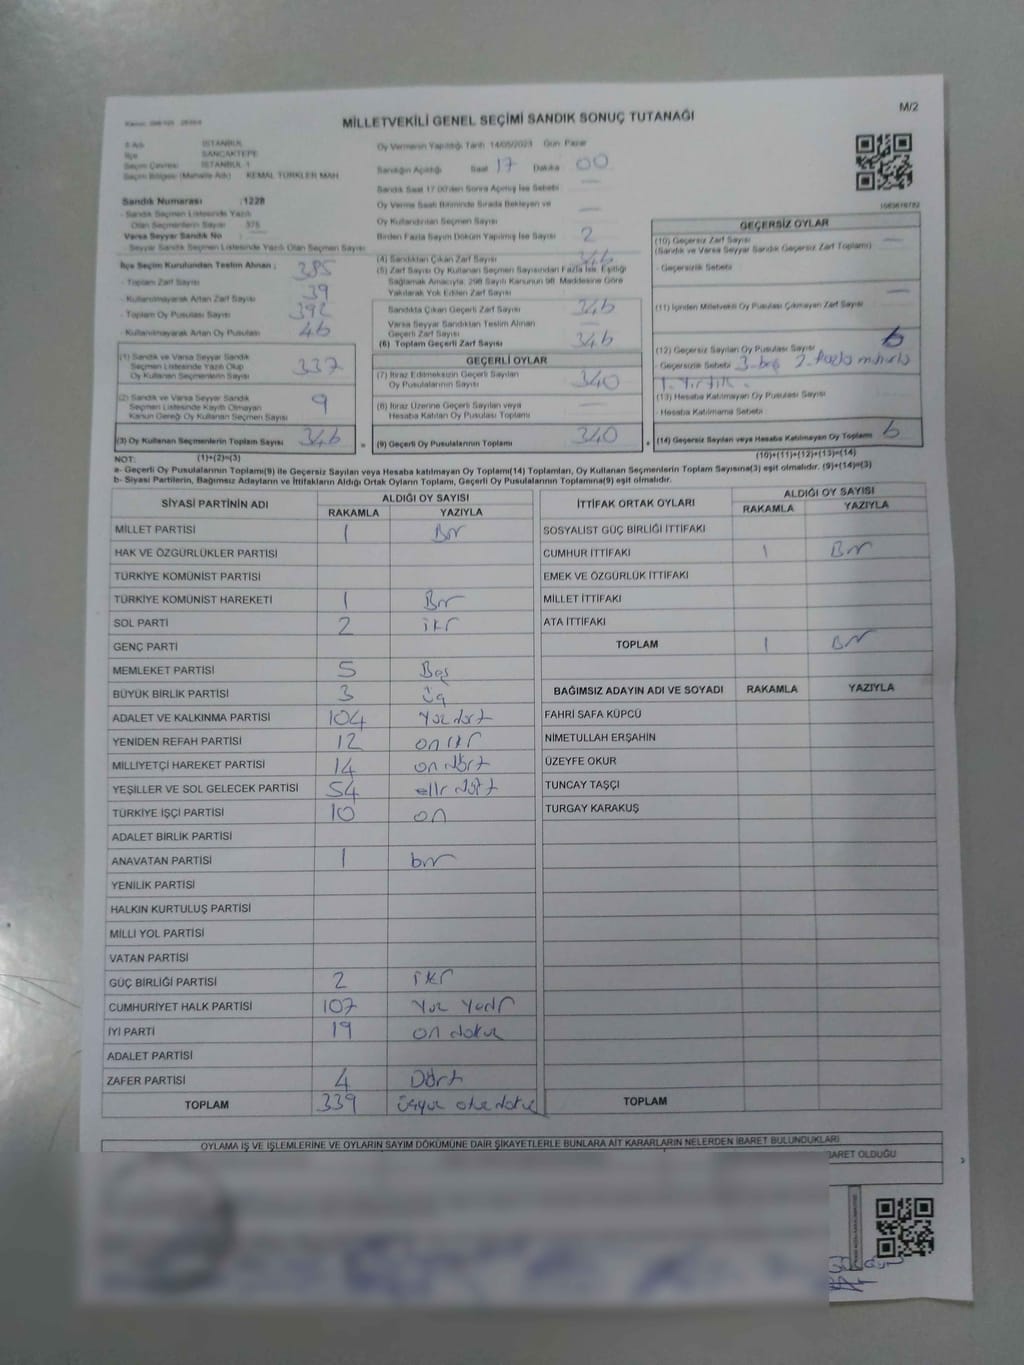 M/2
MİLLETVEKİLİ GENEL SEÇİMİ SANDIK SONUÇ TUTANAĞI
İl Adı İSTANBUL
İlçe SANCAKTEPE
Seçim Çevresi İSTANBUL 1
Seçim Bölgesi (Mahalle Adı) KEMAL TÜRKLER MAH
Sandık Numarası :1228
- Sandık Seçmen Listesinde Yazılı
Olan Seçmenlerin Sayısı 375
Varsa Seyyar Sandık No :
- Seyyar Sandık Seçmen Listesinde Yazılı Olan Seçmen Sayısı:
Oy Vermenin Yapıldığı Tarih 14/05/2023 Gün Pazar
Sandığın Açıldığı Saat 17 Dakika 00
Sandık Saat 17.00'den Sonra Açılmış İse Sebebi
Oy Verme Saati Bitiminde Sırada Bekleyen ve
Oy Kullandırılan Seçmen Sayısı
Birden Fazla Sayım Döküm Yapılmış İse Sayısı 2
İlçe Seçim Kurulundan Teslim Alınan ;
- Toplam Zarf Sayısı 385
- Kullanılmayarak Artan Zarf Sayısı 39
- Toplam Oy Pusulası Sayısı 392
- Kullanılmayarak Artan Oy Pusulası 46
(1) Sandık ve Varsa Seyyar Sandık
Seçmen Listesinde Yazılı Olup
Oy Kullanan Seçmenlerin Sayısı 337
(2) Sandık ve Varsa Seyyar Sandık
Seçmen Listesinde Kayıtlı Olmayan
Kanun Gereği Oy Kullanan Seçmen Sayısı 9
(3) Oy Kullanan Seçmenlerin Toplam Sayısı 346
(4) Sandıktan Çıkan Zarf Sayısı 346
(5) Zarf Sayısı Oy Kullanan Seçmen Sayısından Fazla İse, Eşitliği
Sağlamak Amacıyla, 298 Sayılı Kanunun 98. Maddesine Göre
Yakılarak Yok Edilen Zarf Sayısı
Sandıkta Çıkan Geçerli Zarf Sayısı 346
Varsa Seyyar Sandıktan Teslim Alınan
Geçerli Zarf Sayısı
(6) Toplam Geçerli Zarf Sayısı 346
GEÇERLİ OYLAR
(7) İtiraz Edilmeksizin Geçerli Sayılan
Oy Pusulalarının Sayısı 340
(8) İtiraz Üzerine Geçerli Sayılan veya
Hesaba Katılan Oy Pusulası Toplamı
(9) Geçerli Oy Pusulalarının Toplamı 340
GEÇERSİZ OYLAR
(10) Geçersiz Zarf Sayısı
(Sandık ve Varsa Seyyar Sandık Geçersiz Zarf Toplamı)
- Geçersizlik Sebebi
(11) İçinden Milletvekili Oy Pusulası Çıkmayan Zarf Sayısı
(12) Geçersiz Sayılan Oy Pusulası Sayısı 6
Geçersizlik Sebebi 3. boş 2. fazla mühürlü
1. Yırtık.
(13) Hesaba Katılmayan Oy Pusulası Sayısı
- Hesaba Katılmama Sebebi
(14) Geçersiz Sayılan veya Hesaba Katılmayan Oy Toplamı 6
NOT: (1)+(2)=(3) (10)+(11)+(12)+(13)=(14)
a- Geçerli Oy Pusulalarının Toplamı(9) ile Geçersiz Sayılan veya Hesaba katılmayan Oy Toplam(14) Toplamları, Oy Kullanan Seçmenlerin Toplam Sayısına(3) eşit olmalıdır. (9)+(14)=(3)
b- Siyasi Partilerin, Bağımsız Adayların ve İttifakların Aldığı Ortak Oyların Toplamı, Geçerli Oy Pusulalarının Toplamına(9) eşit olmalıdır.
SİYASİ PARTİNİN ADI ALDIĞI OY SAYISI
RAKAMLA YAZIYLA
MİLLET PARTİSİ 1 Bir
HAK VE ÖZGÜRLÜKLER PARTİSİ
TÜRKİYE KOMÜNİST PARTİSİ
TÜRKİYE KOMÜNİST HAREKETİ 1 Bir
SOL PARTİ 2 iki
GENÇ PARTİ
MEMLEKET PARTİSİ 5 Beş
BÜYÜK BİRLİK PARTİSİ 3 üç
ADALET VE KALKINMA PARTİSİ 104 Yüz dört
YENİDEN REFAH PARTİSİ 12 on iki
MİLLİYETÇİ HAREKET PARTİSİ 14 on dört
YEŞİLLER VE SOL GELECEK PARTİSİ 54 elli dört
TÜRKİYE İŞÇİ PARTİSİ 10 on
ADALET BİRLİK PARTİSİ
ANAVATAN PARTİSİ 1 bir
YENİLİK PARTİSİ
HALKIN KURTULUŞ PARTİSİ
MİLLİ YOL PARTİSİ
VATAN PARTİSİ
GÜÇ BİRLİĞİ PARTİSİ 2 iki
CUMHURİYET HALK PARTİSİ 107 Yüz Yedi
İYİ PARTİ 19 on dokuz
ADALET PARTİSİ
ZAFER PARTİSİ 4 Dört
TOPLAM 339 üçyüz otuz dokuz
İTTİFAK ORTAK OYLARI ALDIĞI OY SAYISI
RAKAMLA YAZIYLA
SOSYALİST GÜÇ BİRLİĞİ İTTİFAKI
CUMHUR İTTİFAKI 1 Bir
EMEK VE ÖZGÜRLÜK İTTİFAKI
MİLLET İTTİFAKI
ATA İTTİFAKI
TOPLAM 1 Bir
BAĞIMSIZ ADAYIN ADI VE SOYADI RAKAMLA YAZIYLA
FAHRİ SAFA KÜPCÜ
NİMETULLAH ERŞAHİN
ÜZEYFE OKUR
TUNCAY TAŞÇI
TURGAY KARAKUŞ
TOPLAM
OYLAMA İŞ VE İŞLEMLERİNE VE OYLARIN SAYIM DÖKÜMÜNE DAİR ŞİKAYETLERLE BUNLARA AİT KARARLARIN NELERDEN İBARET BULUNDUKLARI
İBARET OLDUĞU